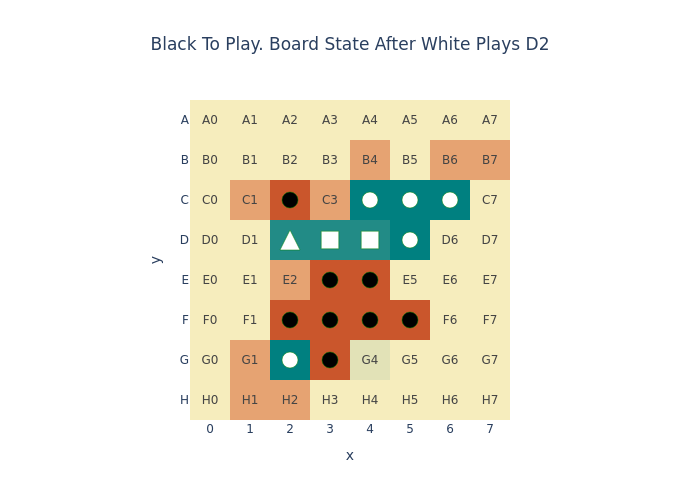 Black To Play. Board State After White Plays D2
A A0 A1 A2 A3 A4 A5 A6 A7
B B0 B1 B2 B3 B4 B5 B6 B7
C C0 C1 C3 C7
D D0 D1 D6 D7
E E0 E1 E2 E5 E6 E7
F F0 F1 F6 F7
G G0 G1 G4 G5 G6 G7
H H0 H1 H2 H3 H4 H5 H6 H7
0 1 2 3 4 5 6 7
x
y